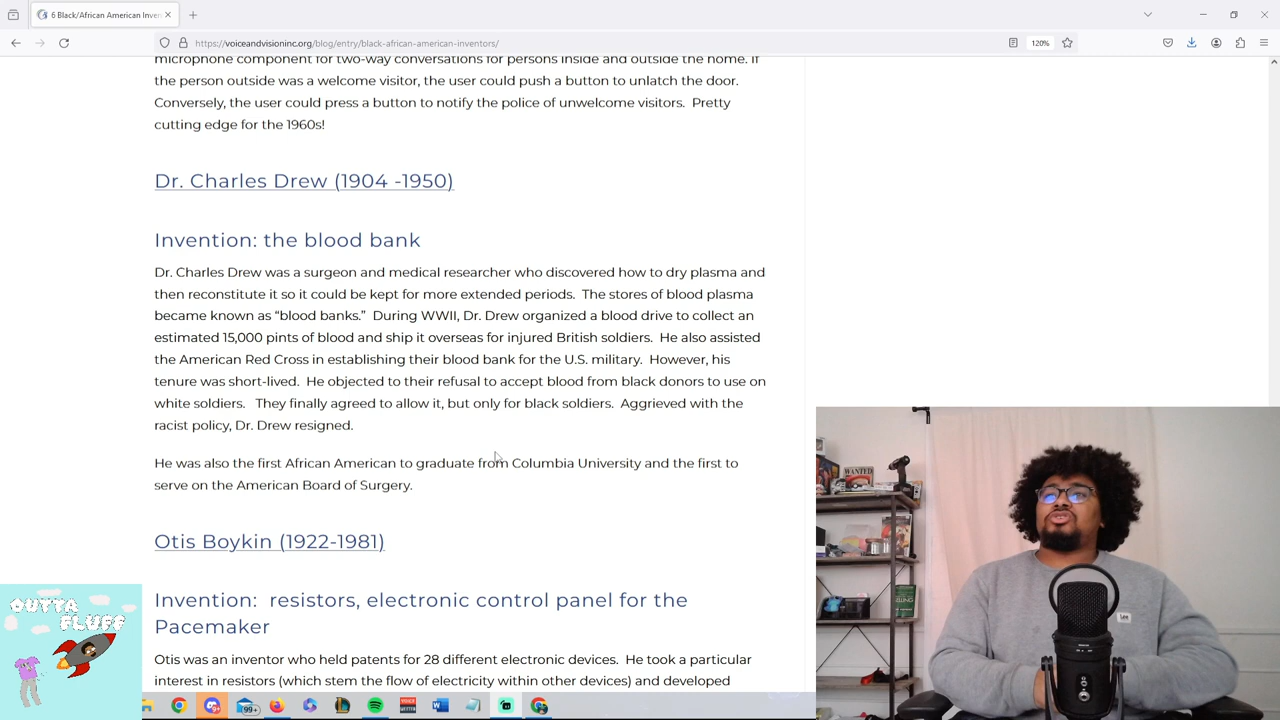 6 Black/African American Inven
https://voiceandvisioninc.org/blog/entry/black-african-american-inventors/
120%
microphone component for two-way conversations for persons inside and outside the home. If
the person outside was a welcome visitor, the user could push a button to unlatch the door.
Conversely, the user could press a button to notify the police of unwelcome visitors.  Pretty
cutting edge for the 1960s!
Dr. Charles Drew (1904 -1950)
Invention: the blood bank
Dr. Charles Drew was a surgeon and medical researcher who discovered how to dry plasma and
then reconstitute it so it could be kept for more extended periods.  The stores of blood plasma
became known as “blood banks.”  During WWII, Dr. Drew organized a blood drive to collect an
estimated 15,000 pints of blood and ship it overseas for injured British soldiers.  He also assisted
the American Red Cross in establishing their blood bank for the U.S. military.  However, his
tenure was short-lived.  He objected to their refusal to accept blood from black donors to use on
white soldiers.   They finally agreed to allow it, but only for black soldiers.  Aggrieved with the
racist policy, Dr. Drew resigned.
He was also the first African American to graduate from Columbia University and the first to
serve on the American Board of Surgery.
Otis Boykin (1922-1981)
Invention:  resistors, electronic control panel for the
Pacemaker
Otis was an inventor who held patents for 28 different electronic devices.  He took a particular
interest in resistors (which stem the flow of electricity within other devices) and developed
WANTED
Lee
OUTTA
FLUFF
99+